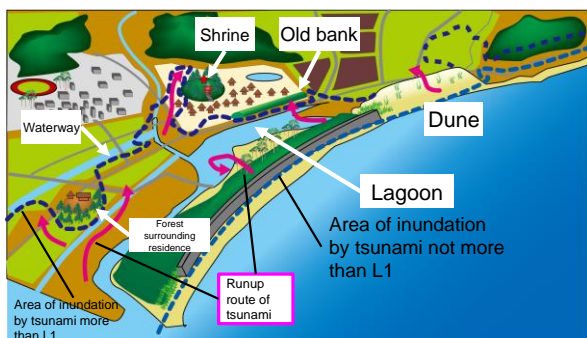 Shrine
Old bank
Waterway
Dune
Lagoon
Forest
surrounding
residence
Area of inundation
by tsunami not more
than L1
Runup
route of
tsunami
Area of inundation
by tsunami more
than L1